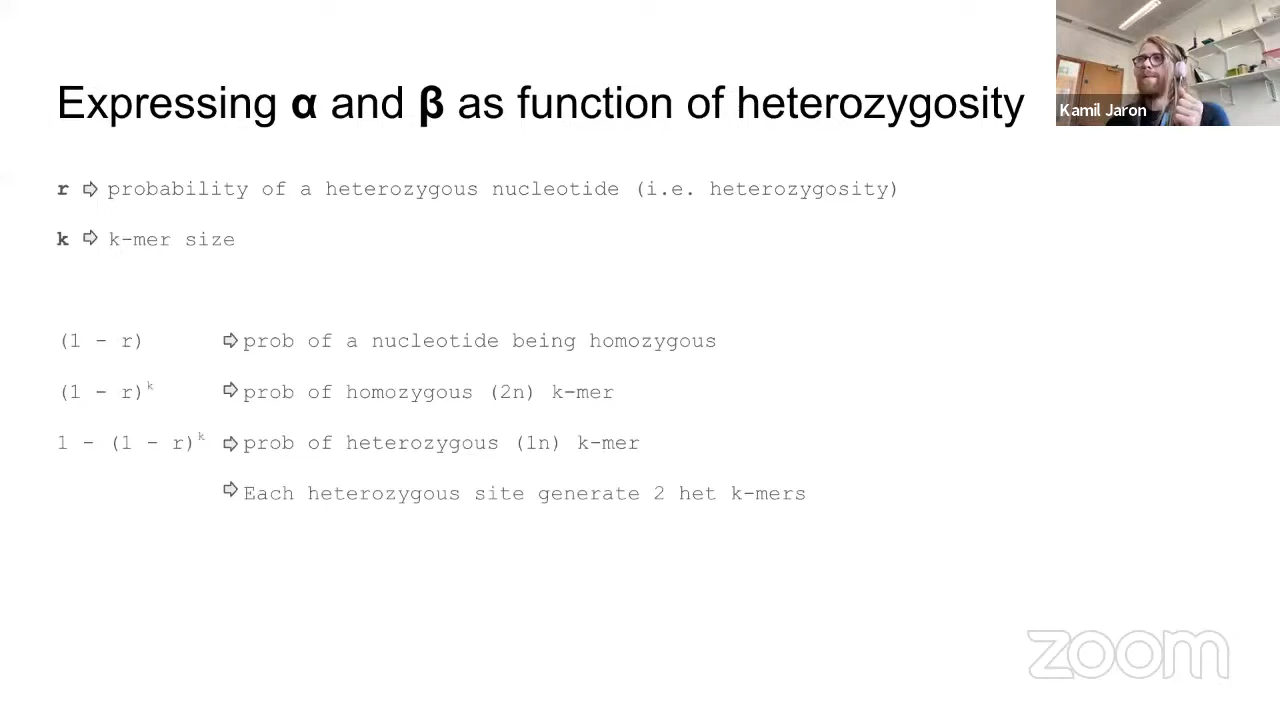 Expressing α and β as function of heterozygosity
Kamil Jaron
r ⇨ probability of a heterozygous nucleotide (i.e. heterozygosity)
k ⇨ k-mer size
(1 - r) ⇨ prob of a nucleotide being homozygous
(1 - r)ᵏ ⇨ prob of homozygous (2n) k-mer
1 - (1 - r)ᵏ ⇨ prob of heterozygous (1n) k-mer
⇨ Each heterozygous site generate 2 het k-mers
zoom